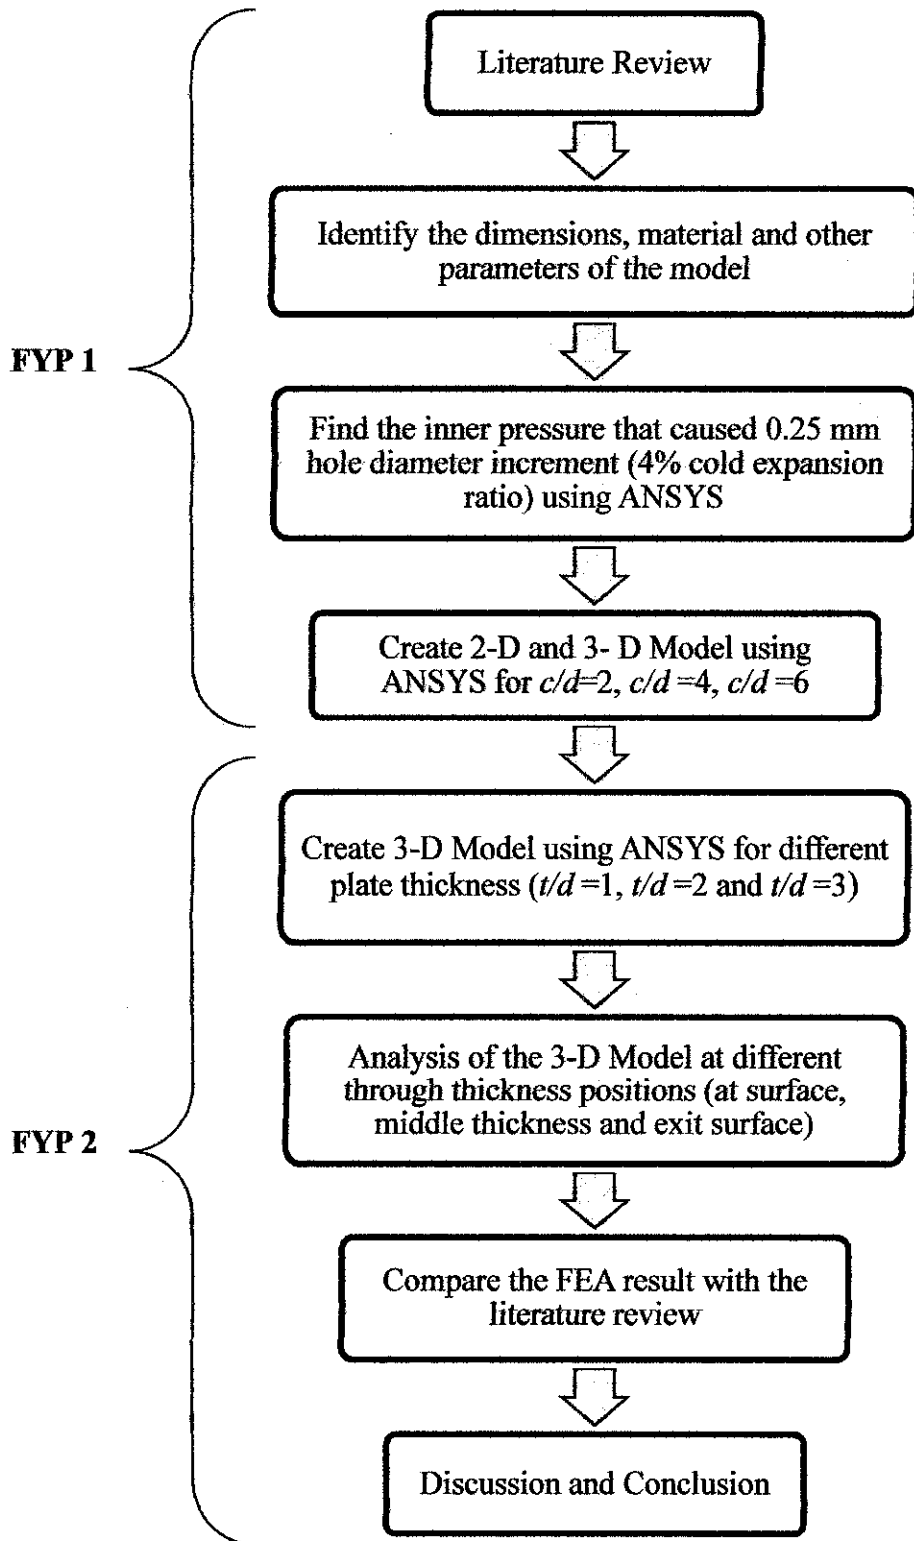 Literature Review
Identify the dimensions, material and other
parameters of the model
FYP 1
Find the inner pressure that caused 0.25 mm
hole diameter increment (4% cold expansion
ratio) using ANSYS
Create 2-D and 3- D Model using
ANSYS for c/d=2, c/d =4, c/d =6
Create 3-D Model using ANSYS for different
plate thickness (t/d =1, t/d =2 and t/d =3)
Analysis of the 3-D Model at different
through thickness positions (at surface,
middle thickness and exit surface)
FYP 2
Compare the FEA result with the
literature review
Discussion and Conclusion